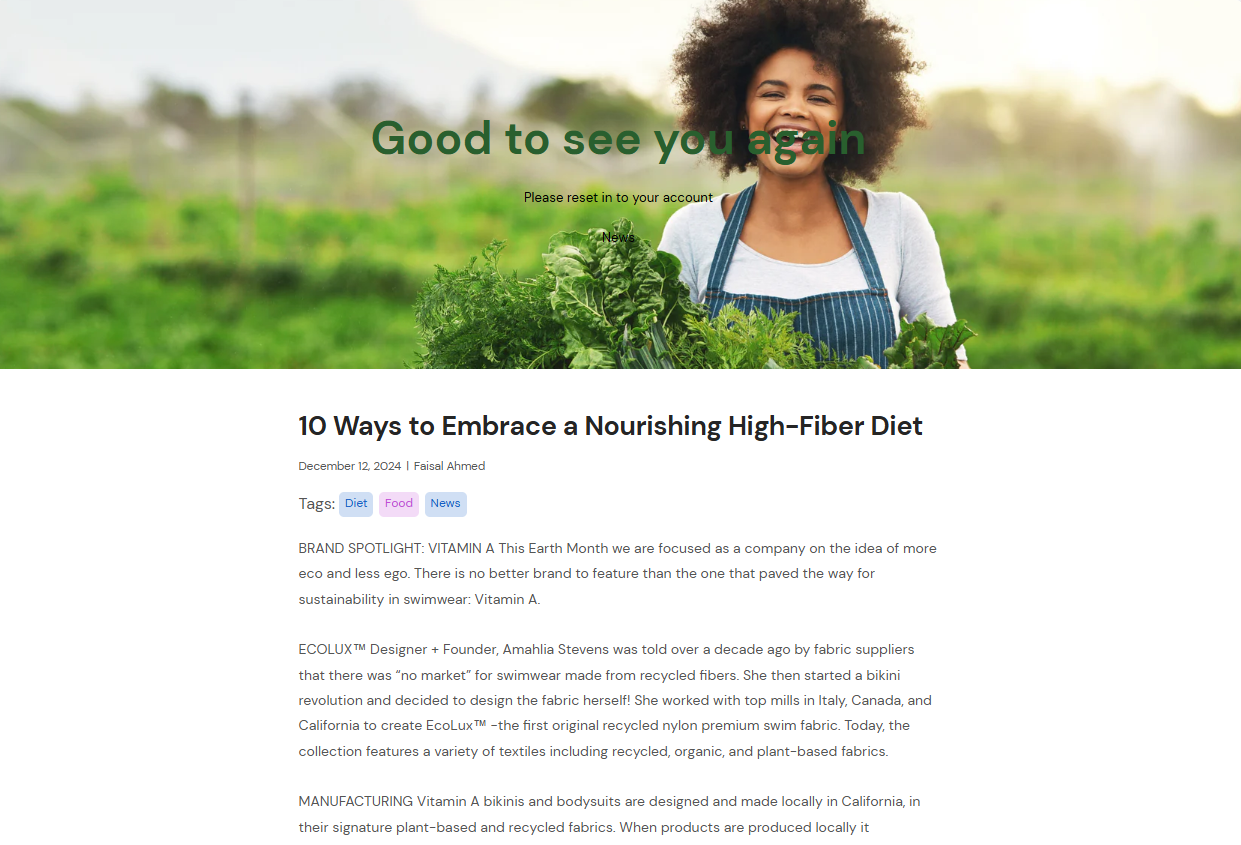 Good to see you again
Please reset in to your account
News
10 Ways to Embrace a Nourishing High-Fiber Diet
December 12, 2024 | Faisal Ahmed
Tags: Diet Food News
BRAND SPOTLIGHT: VITAMIN A This Earth Month we are focused as a company on the idea of more
eco and less ego. There is no better brand to feature than the one that paved the way for
sustainability in swimwear: Vitamin A.
ECOLUX™ Designer + Founder, Amahlia Stevens was told over a decade ago by fabric suppliers
that there was “no market” for swimwear made from recycled fibers. She then started a bikini
revolution and decided to design the fabric herself! She worked with top mills in Italy, Canada, and
California to create EcoLux™ -the first original recycled nylon premium swim fabric. Today, the
collection features a variety of textiles including recycled, organic, and plant-based fabrics.
MANUFACTURING Vitamin A bikinis and bodysuits are designed and made locally in California, in
their signature plant-based and recycled fabrics. When products are produced locally it